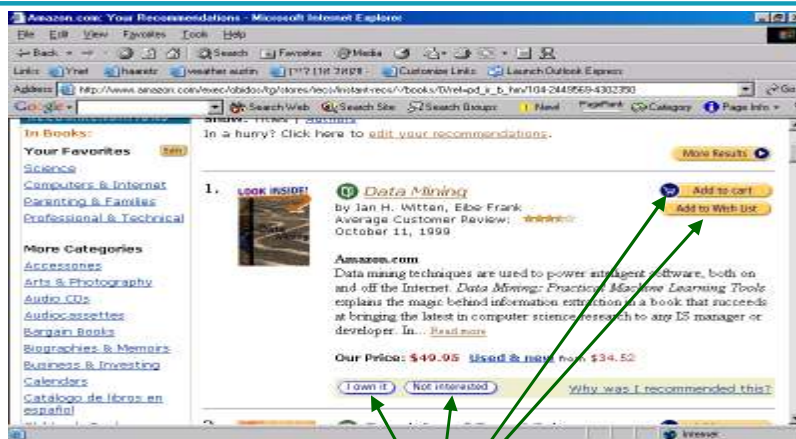 Amazon.com: Your Recommendations - Microsoft Internet Explorer
File Edit View Favorites Tools Help
Back Search Favorites Media
Links Ynet haaretz weather austin Customize Links Launch Outlook Express
Address
Google Search Web Search Site Search Groups News PageRank Category Page Info
In Books:
Your Favorites Edit
Science
Computers & Internet
Parenting & Families
Professional & Technical
More Categories
Accessories
Arts & Photography
Audio CDs
Audiocassettes
Bargain Books
Biographies & Memoirs
Business & Investing
Calendars
Catálogo de libros en
español
In a hurry? Click here to edit your recommendations.
More Results
1. LOOK INSIDE! Data Mining Add to cart
by Ian H. Witten, Eibe Frank Add to Wish List
Average Customer Review:
October 11, 1999
Amazon.com
Data mining techniques are used to power intelligent software, both on
and off the Internet. Data Mining: Practical Machine Learning Tools
explains the magic behind information extraction in a book that succeeds
at bringing the latest in computer science research to any IS manager or
developer. In... Read more
Our Price: $49.95 Used & new from $34.52
I own it Not interested Why was I recommended this?
Internet